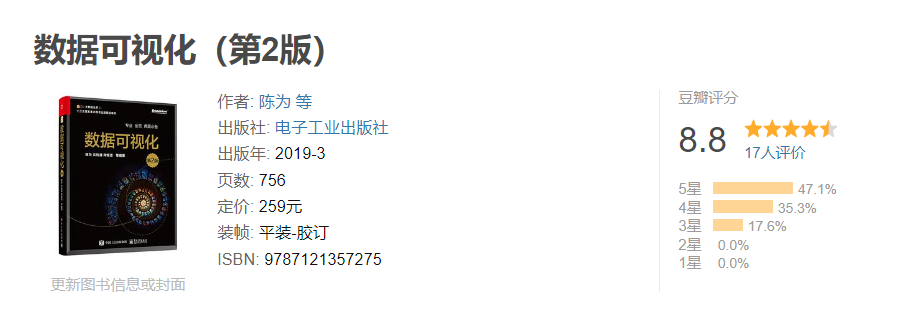 数据可视化（第2版）
数据可视化
作者: 陈为 等
出版社: 电子工业出版社
出版年: 2019-3
页数: 756
定价: 259元
装帧: 平装-胶订
ISBN: 9787121357275
更新图书信息或封面
豆瓣评分
8.8
17人评价
5星 47.1%
4星 35.3%
3星 17.6%
2星 0.0%
1星 0.0%